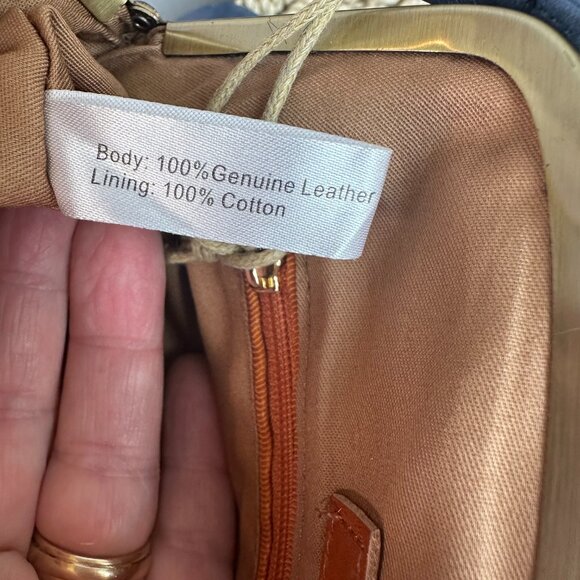 Body: 100%Genuine Leather
Lining: 100% Cotton